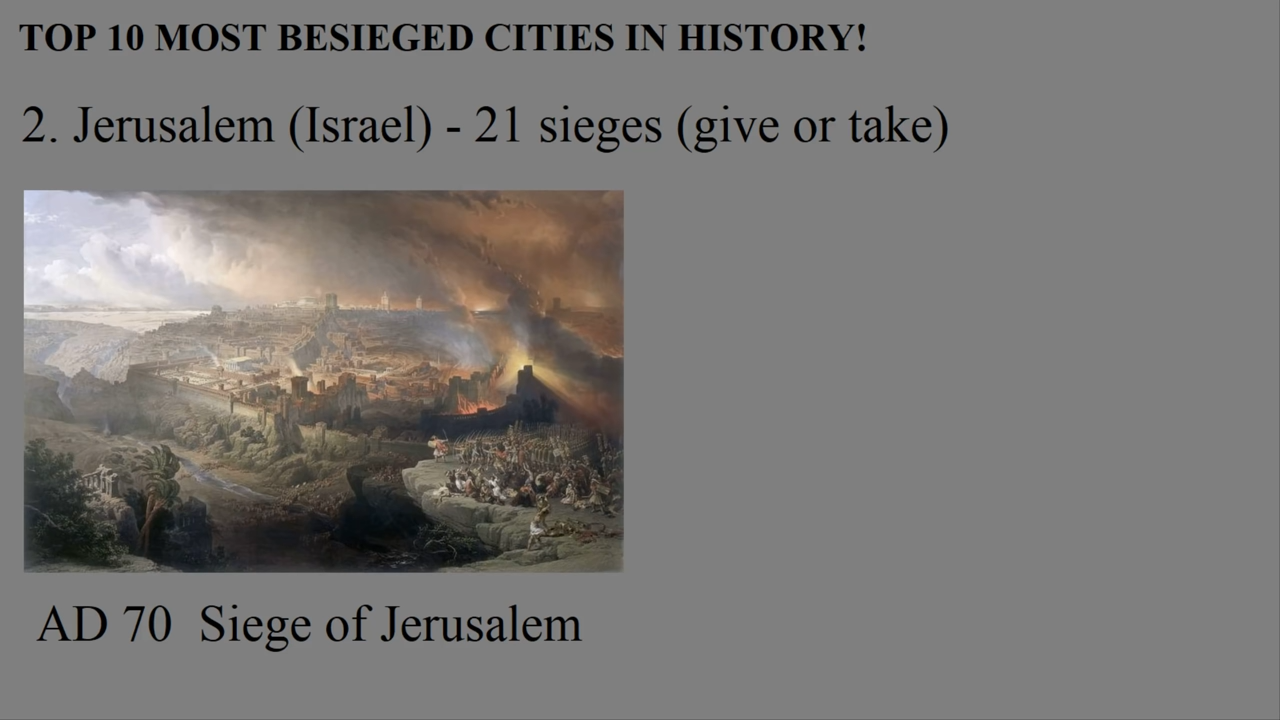 TOP 10 MOST BESIEGED CITIES IN HISTORY!
2. Jerusalem (Israel) - 21 sieges (give or take)
AD 70 Siege of Jerusalem